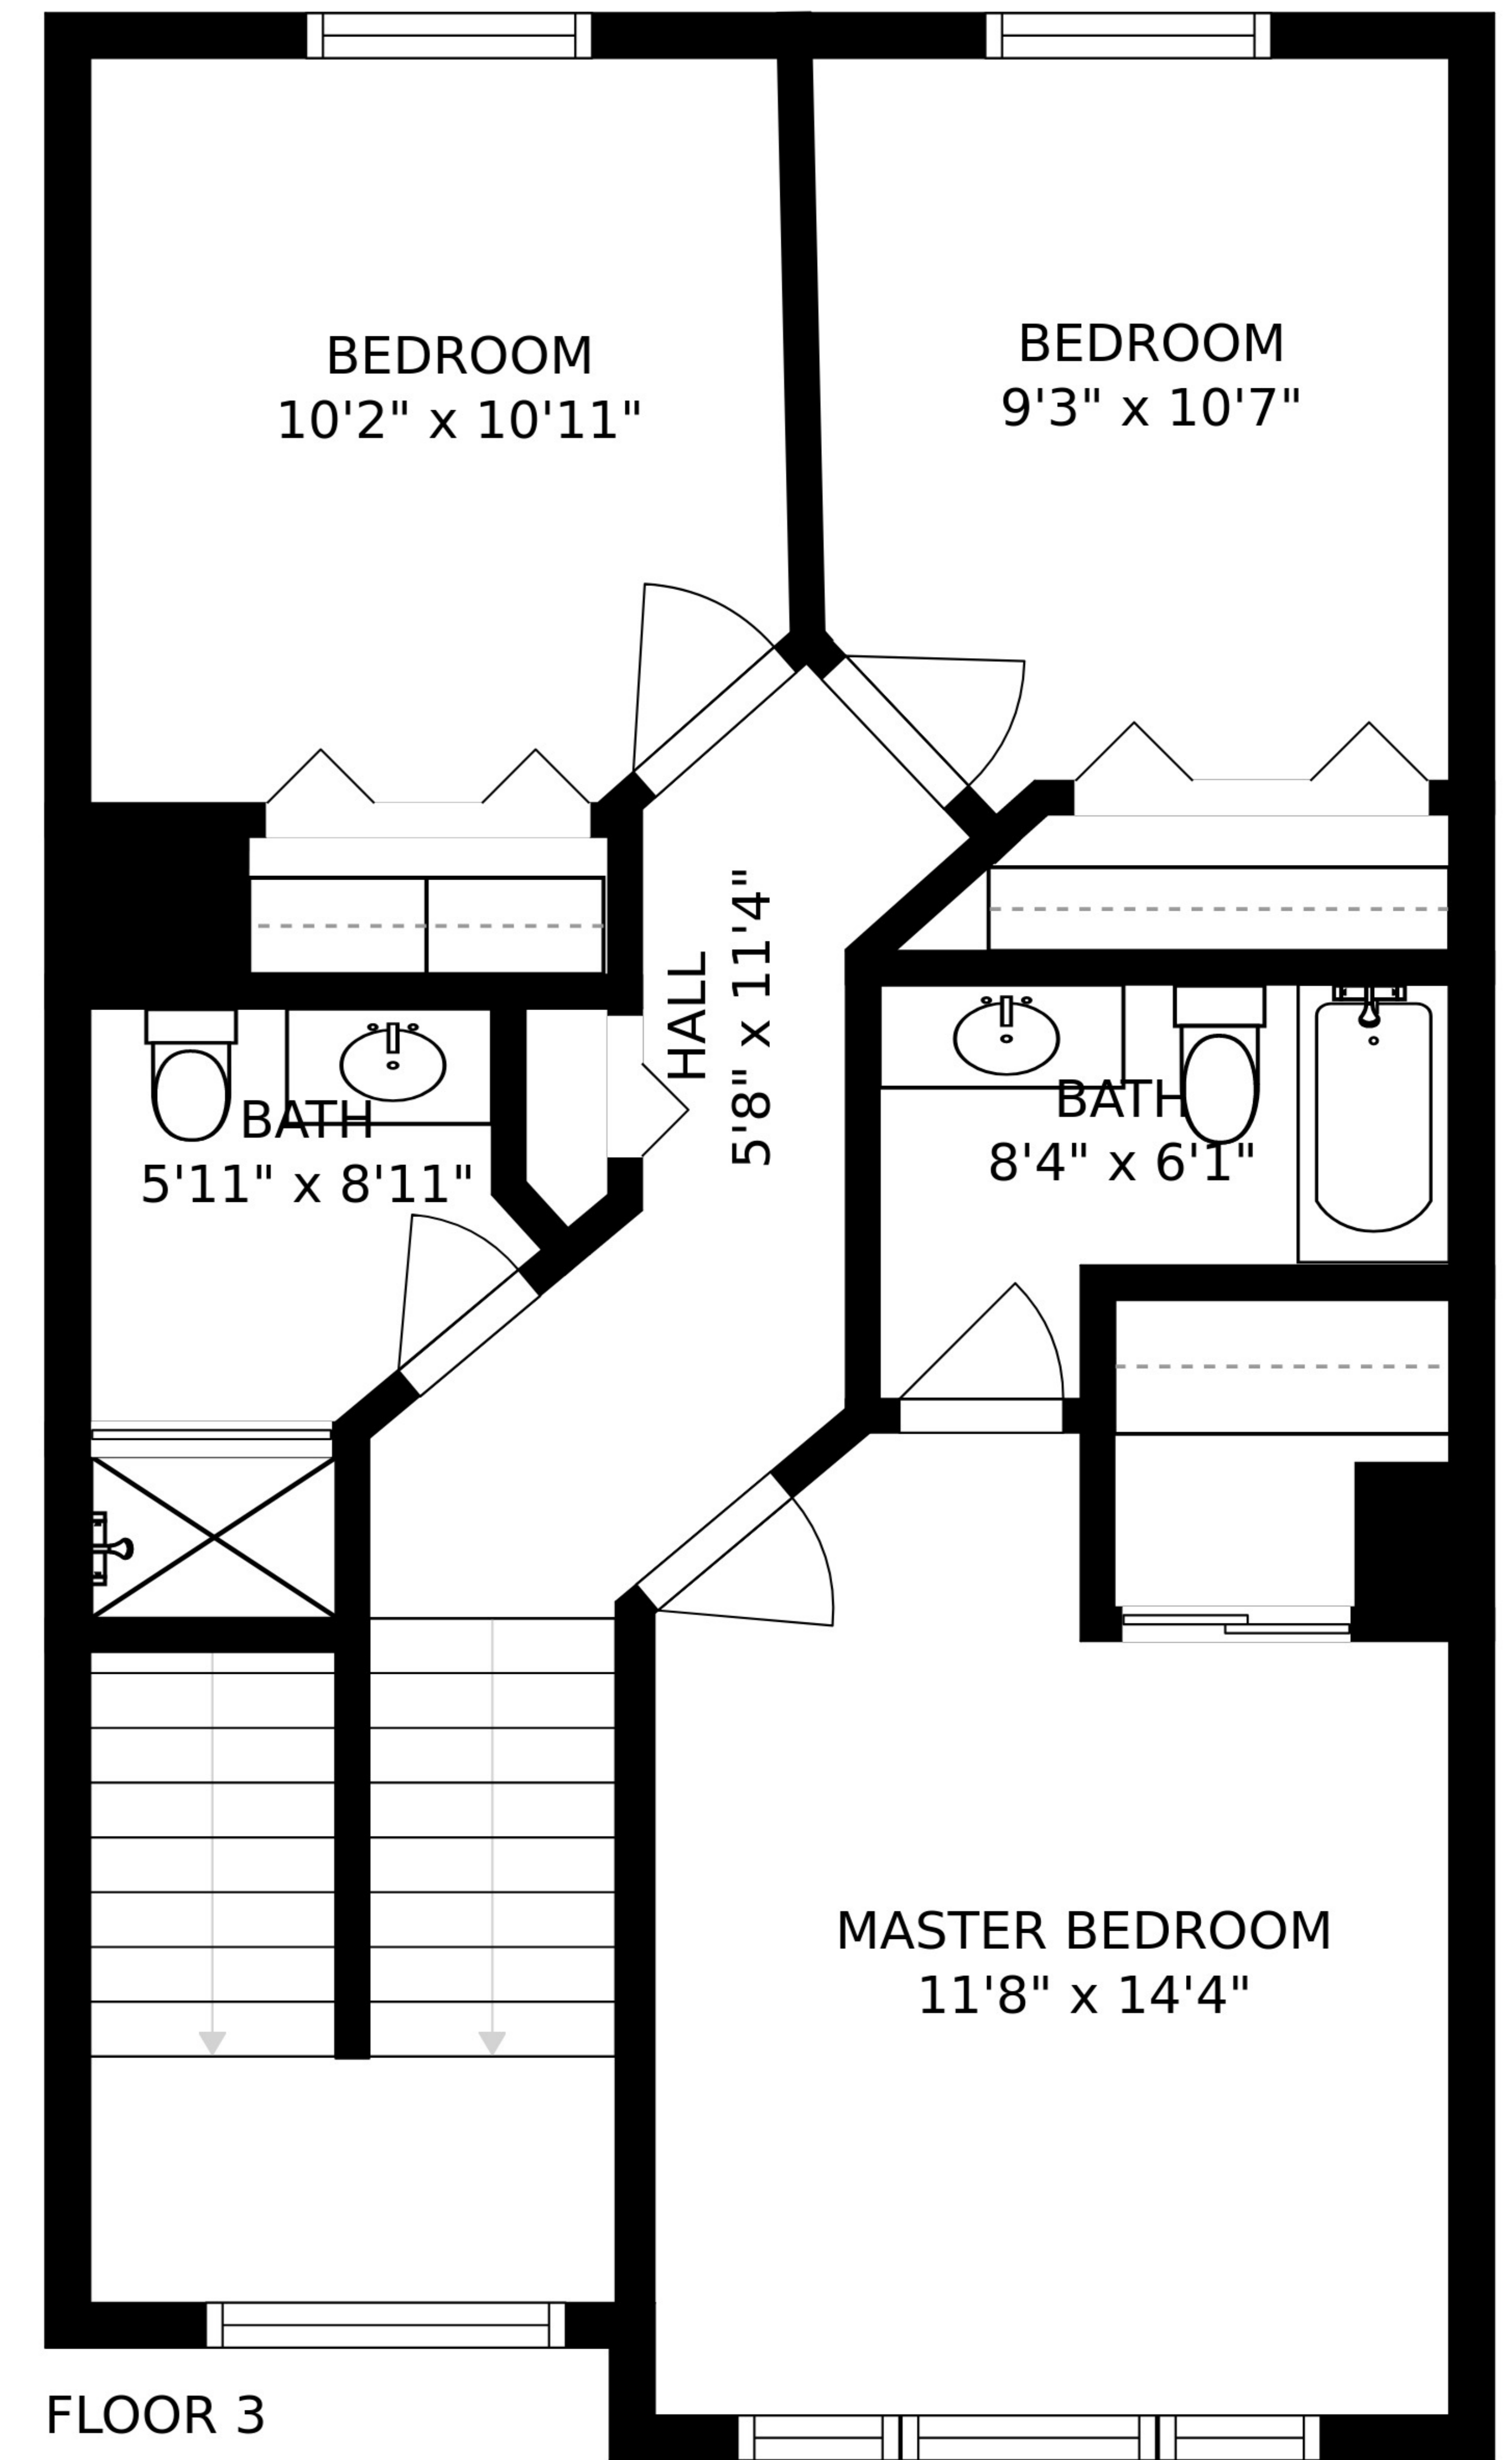 BEDROOM
10'2" x 10'11"
BEDROOM
9'3" x 10'7"
HALL
5'8" x 11'4"
BATH
5'11" x 8'11"
BATH
8'4" x 6'1"
MASTER BEDROOM
11'8" x 14'4"
FLOOR 3